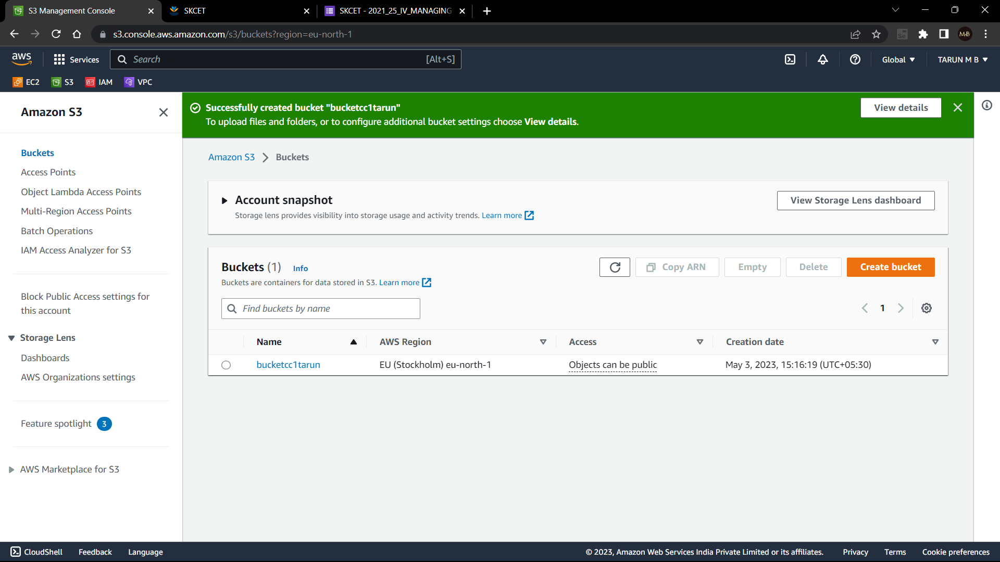 S3 Management Console
SKCET
SKCET - 2021_25_IV_MANAGING
s3.console.aws.amazon.com/s3/buckets?region=eu-north-1
Se
MB
aws
Services
Search
[Alt+S]
Global
TARUN M B
EC2
S3
IAM
VPC
Amazon S3
Buckets
Access Points
Object Lambda Access Points
Multi-Region Access Points
Batch Operations
IAM Access Analyzer for S3
Block Public Access settings for
this account
Storage Lens
Dashboards
AWS Organizations settings
Feature spotlight 3
AWS Marketplace for S3
Successfully created bucket "bucketcc1tarun"
To upload files and folders, or to configure additional bucket settings choose View details.
View details
Amazon S3
Buckets
Account snapshot
Storage lens provides visibility into storage usage and activity trends. Learn more
View Storage Lens dashboard
Buckets (1) Info
Buckets are containers for data stored in S3. Learn more
Copy ARN
Empty
Delete
Create bucket
Find buckets by name
1
Name
AWS Region
Access
Creation date
bucketcc1tarun
EU (Stockholm) eu-north-1
Objects can be public
May 3, 2023, 15:16:19 (UTC+05:30)
CloudShell
Feedback
Language
© 2023, Amazon Web Services India Private Limited or its affiliates.
Privacy
Terms
Cookie preferences